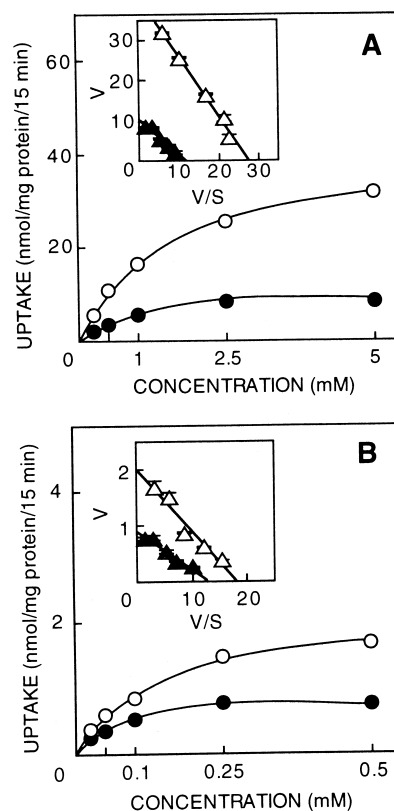 A
UPTAKE (nmol/mg protein/15 min)
60
40
20
0
1
2.5
5
CONCENTRATION (mM)
V
30
20
10
0
0
10
20
30
V/S
B
UPTAKE (nmol/mg protein/15 min)
4
2
0
0.1
0.25
0.5
CONCENTRATION (mM)
V
2
1
0
10
20
V/S